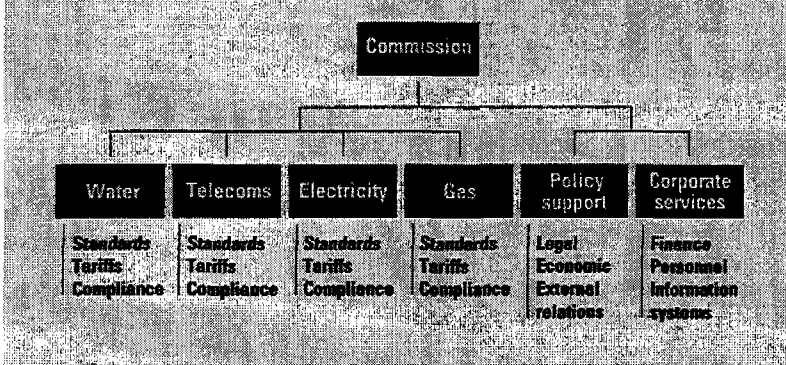 Commission
Water
Telecoms
Electricity
Gas
Policy
support
Corporate
services
Standards
Tariffs
Compliance
Standards
Tariffs
Compliance
Standards
Tariffs
Compliance
Standards
Tariffs
Compliance
Legal
Economic
External
relations
Finance
Personnel
Information
systems